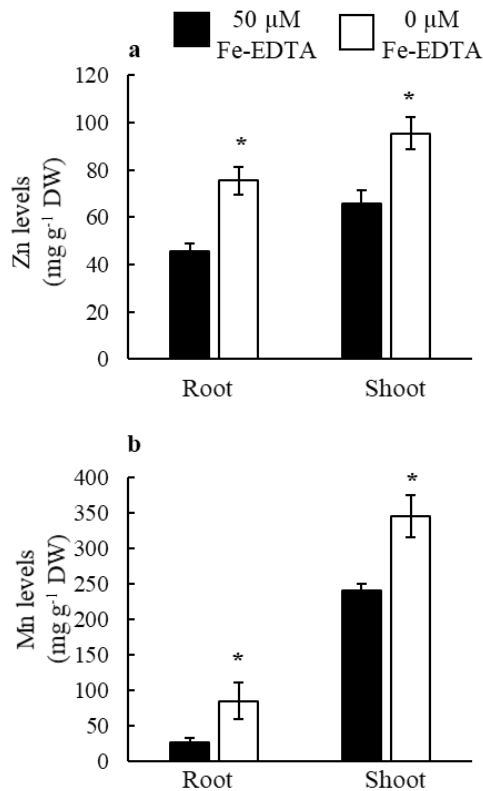 50 µM
Fe-EDTA
0 µM
Fe-EDTA
a
Zn levels
(mg g⁻¹ DW)
120
100
80
60
40
20
0
*
*
Root
Shoot
b
Mn levels
(mg g⁻¹ DW)
400
350
300
250
200
150
100
50
0
*
*
Root
Shoot